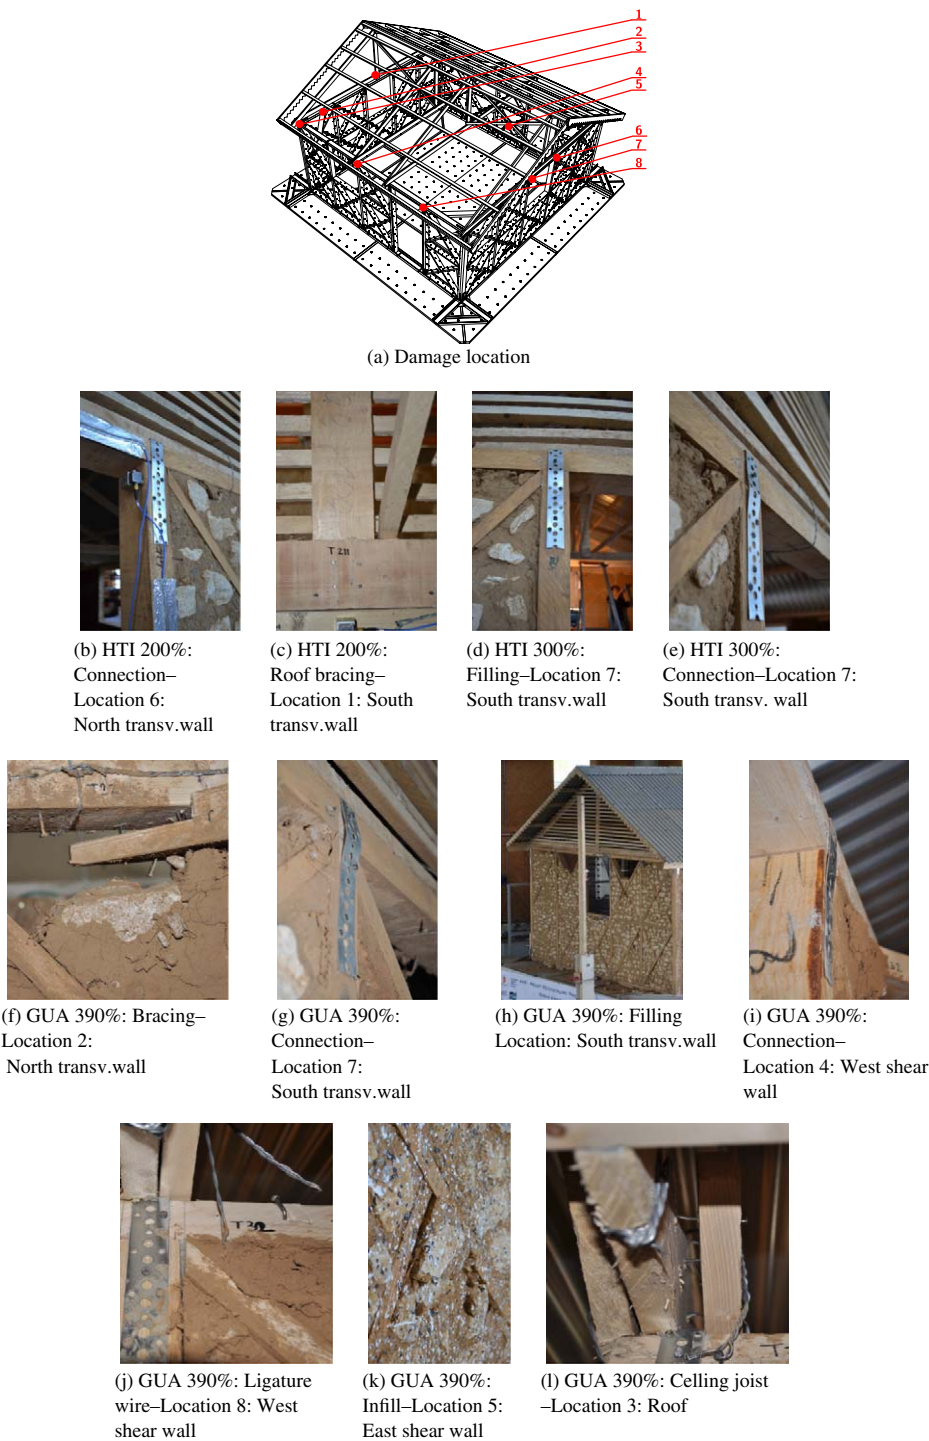 1
2
3
4
5
6
7
8
(a) Damage location
(b) HTI 200%:
Connection–
Location 6:
North transv.wall
(c) HTI 200%:
Roof bracing–
Location 1: South
transv.wall
(d) HTI 300%:
Filling–Location 7:
South transv.wall
(e) HTI 300%:
Connection–Location 7:
South transv. wall
T 211
(f) GUA 390%: Bracing–
Location 2:
North transv.wall
(g) GUA 390%:
Connection–
Location 7:
South transv.wall
(h) GUA 390%: Filling
Location: South transv.wall
(i) GUA 390%:
Connection–
Location 4: West shear
wall
(j) GUA 390%: Ligature
wire–Location 8: West
shear wall
(k) GUA 390%:
Infill–Location 5:
East shear wall
(l) GUA 390%: Celling joist
–Location 3: Roof